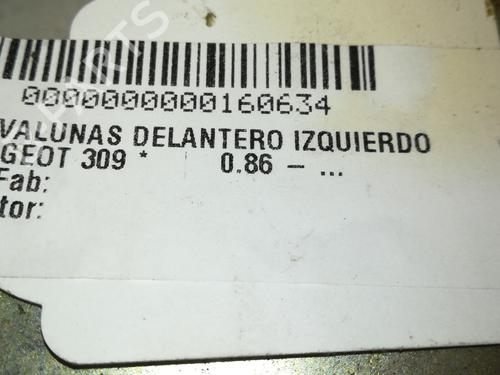 0000000000160634
VALUNAS DELANTERO IZQUIERDO
GEOT 309 * 0.86 - ...
Fab:
tor: